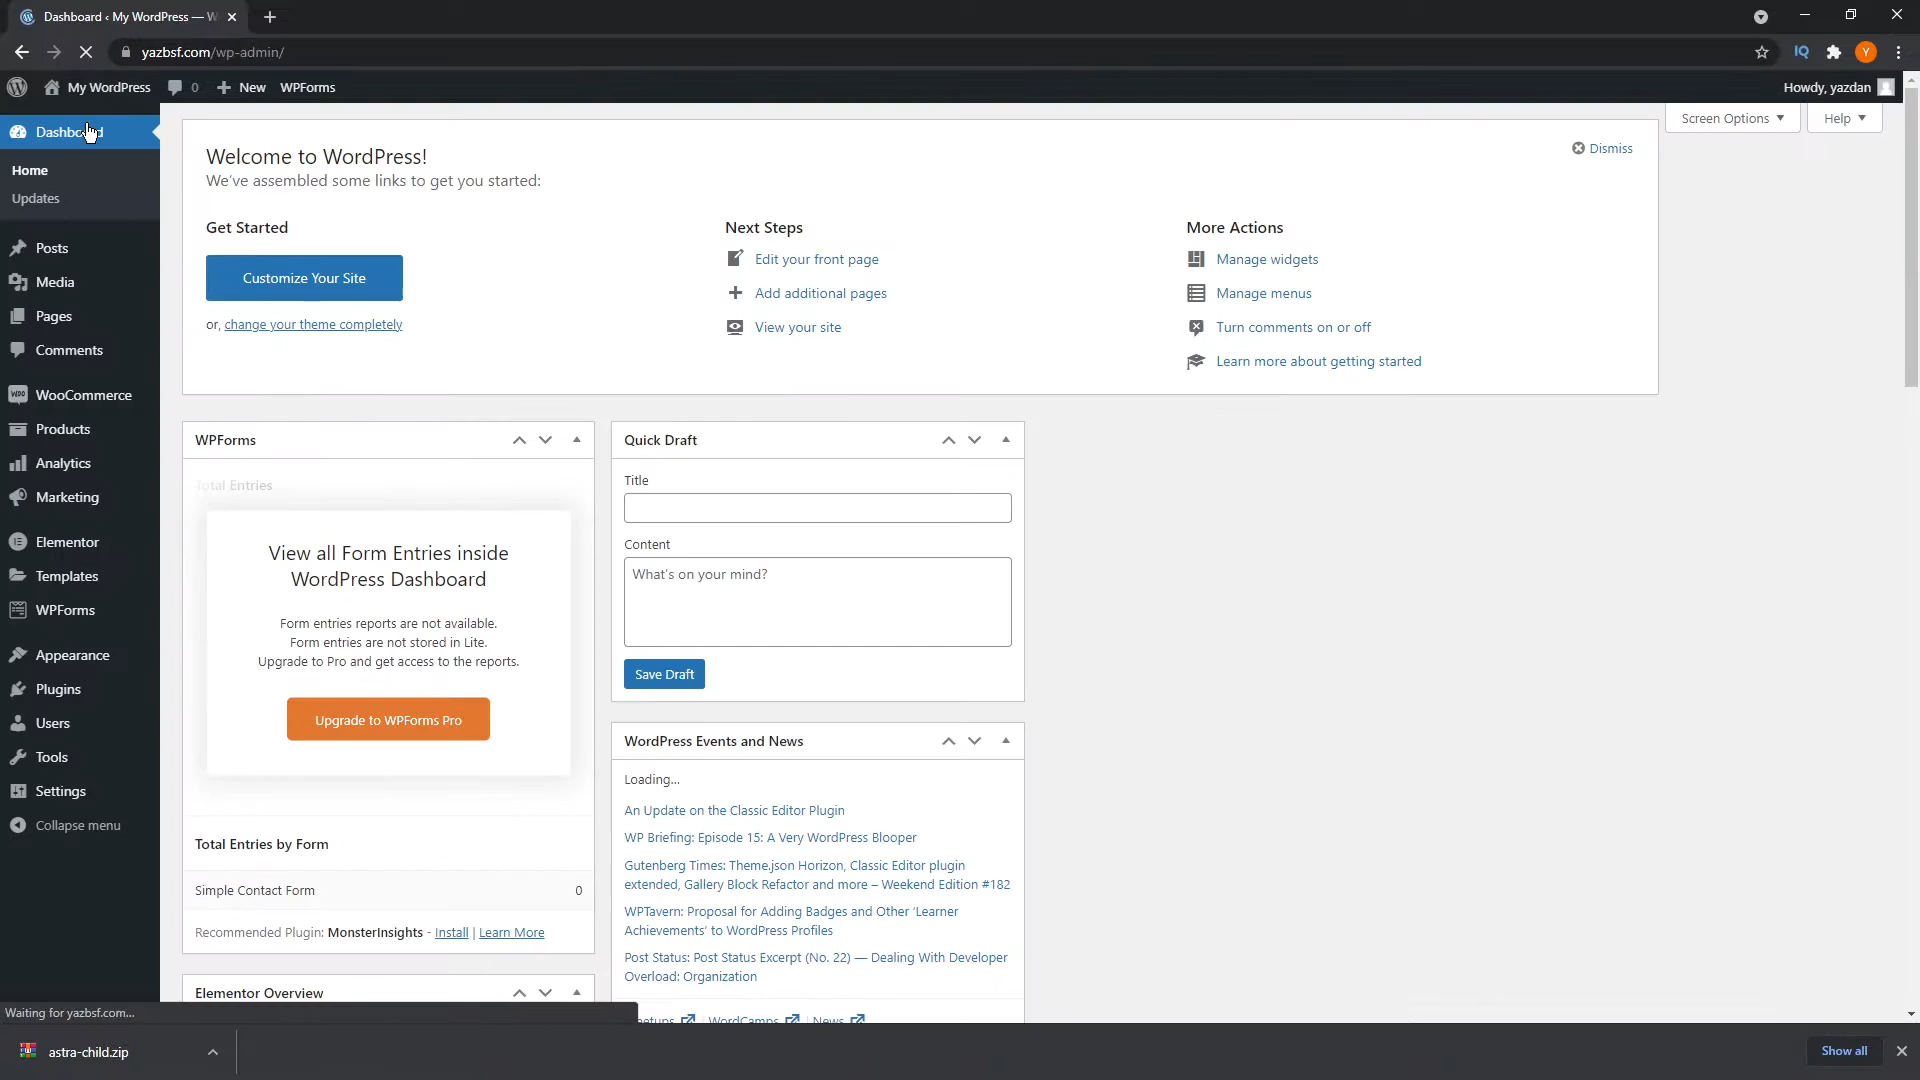 Dashboard ‹ My WordPress — W
yazbsf.com/wp-admin/
IQ
Y
My WordPress
0
New
WPForms
Howdy, yazdan
Screen Options
Help
Dashboard
Home
Updates
Posts
Media
Pages
Comments
WooCommerce
Products
Analytics
Marketing
Elementor
Templates
WPForms
Appearance
Plugins
Users
Tools
Settings
Collapse menu
Welcome to WordPress!
Dismiss
We've assembled some links to get you started:
Get Started
Customize Your Site
or, change your theme completely
Next Steps
Edit your front page
Add additional pages
View your site
More Actions
Manage widgets
Manage menus
Turn comments on or off
Learn more about getting started
WPForms
Total Entries
View all Form Entries inside
WordPress Dashboard
Form entries reports are not available.
Form entries are not stored in Lite.
Upgrade to Pro and get access to the reports.
Upgrade to WPForms Pro
Total Entries by Form
Simple Contact Form 0
Recommended Plugin: MonsterInsights - Install | Learn More
Elementor Overview
Quick Draft
Title
Content
What's on your mind?
Save Draft
WordPress Events and News
Loading...
An Update on the Classic Editor Plugin
WP Briefing: Episode 15: A Very WordPress Blooper
Gutenberg Times: Theme.json Horizon, Classic Editor plugin
extended, Gallery Block Refactor and more – Weekend Edition #182
WPTavern: Proposal for Adding Badges and Other 'Learner
Achievements' to WordPress Profiles
Post Status: Post Status Excerpt (No. 22) — Dealing With Developer
Overload: Organization
WordCamps
News
Waiting for yazbsf.com...
astra-child.zip
Show all